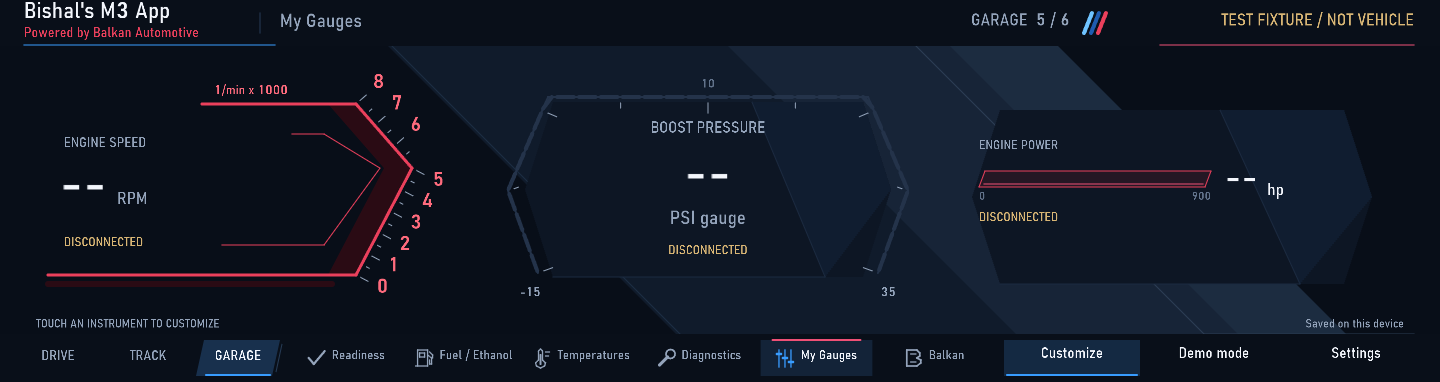 Bishal's M3 App
Powered by Balkan Automotive
My Gauges
GARAGE 5 / 6
TEST FIXTURE / NOT VEHICLE
1/min x 1000
8
7
6
5
4
3
2
1
0
ENGINE SPEED
-- RPM
DISCONNECTED
10
BOOST PRESSURE
--
PSI gauge
DISCONNECTED
-15
35
ENGINE POWER
-- hp
0
900
DISCONNECTED
TOUCH AN INSTRUMENT TO CUSTOMIZE
Saved on this device
DRIVE
TRACK
GARAGE
Readiness
Fuel / Ethanol
Temperatures
Diagnostics
My Gauges
Balkan
Customize
Demo mode
Settings